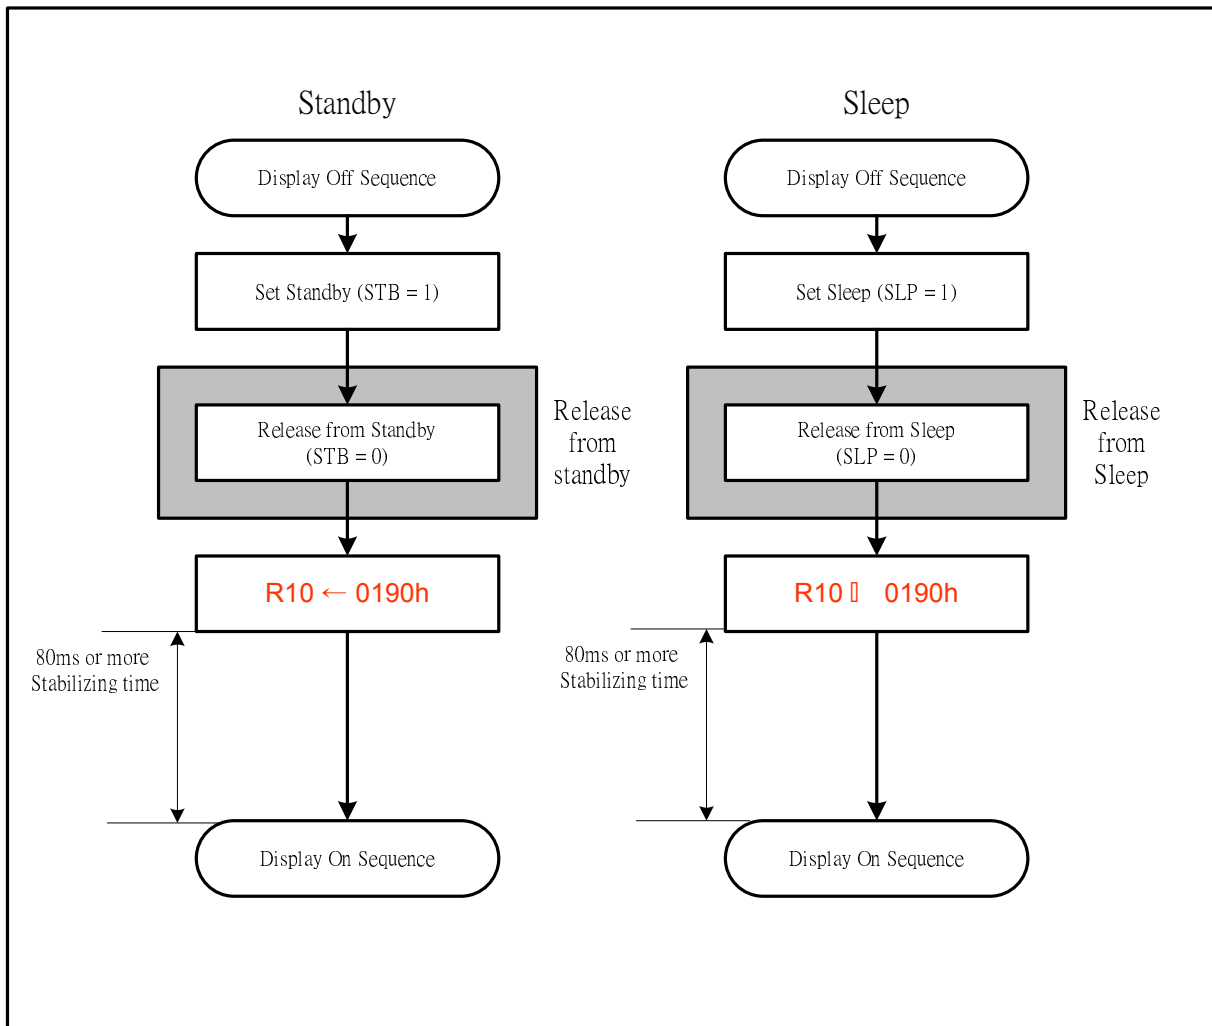 Standby
Display Off Sequence
Set Standby (STB = 1)
Release from Standby
(STB = 0)
Release
from
standby
R10 ← 0190h
80ms or more
Stabilizing time
Display On Sequence
Sleep
Display Off Sequence
Set Sleep (SLP = 1)
Release from Sleep
(SLP = 0)
Release
from
Sleep
R10 ▯ 0190h
80ms or more
Stabilizing time
Display On Sequence